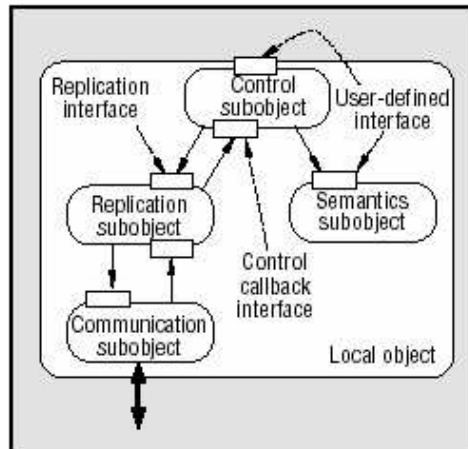 Replication
interface
Control
subobject
User-defined
interface
Replication
subobject
Semantics
subobject
Control
callback
interface
Communication
subobject
Local object